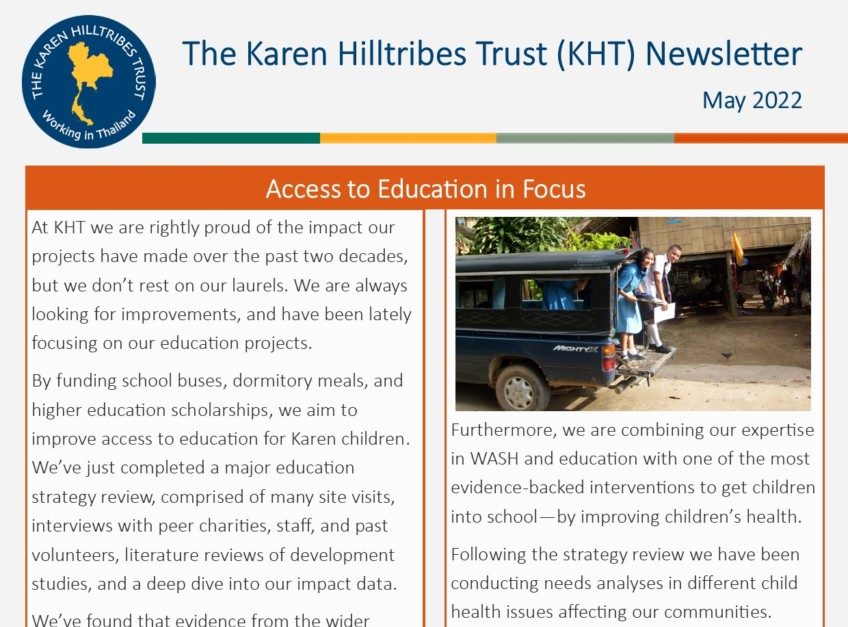 THE KAREN HILLTRIBES TRUST
Working in Thailand
The Karen Hilltribes Trust (KHT) Newsletter
May 2022
Access to Education in Focus
At KHT we are rightly proud of the impact our
projects have made over the past two decades,
but we don’t rest on our laurels. We are always
looking for improvements, and have been lately
focusing on our education projects.
By funding school buses, dormitory meals, and
higher education scholarships, we aim to
improve access to education for Karen children.
We’ve just completed a major education
strategy review, comprised of many site visits,
interviews with peer charities, staff, and past
volunteers, literature reviews of development
studies, and a deep dive into our impact data.
We’ve found that evidence from the wider
MIGHTYX
Furthermore, we are combining our expertise
in WASH and education with one of the most
evidence-backed interventions to get children
into school—by improving children’s health.
Following the strategy review we have been
conducting needs analyses in different child
health issues affecting our communities.